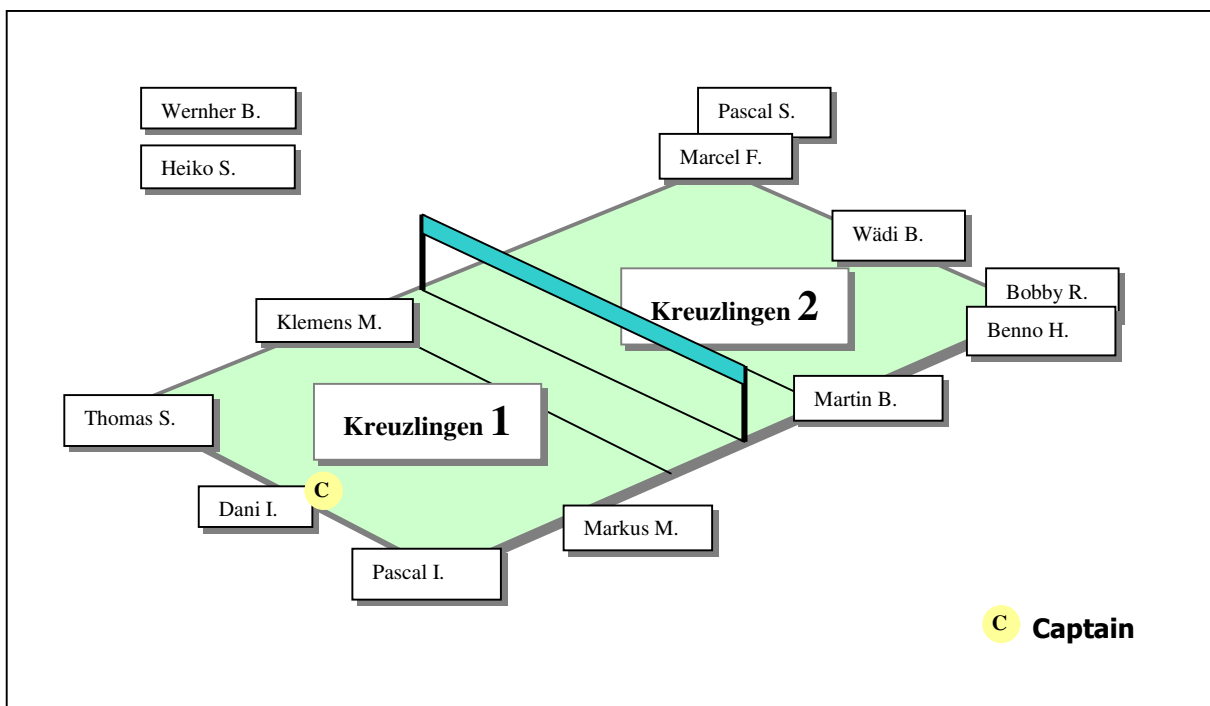 Wernher B.
Pascal S.
Marcel F.
Heiko S.
Wädi B.
Bobby R.
Kreuzlingen 2
Klemens M.
Benno H.
Martin B.
Thomas S.
Kreuzlingen 1
C
Dani I.
Markus M.
Pascal I.
C Captain